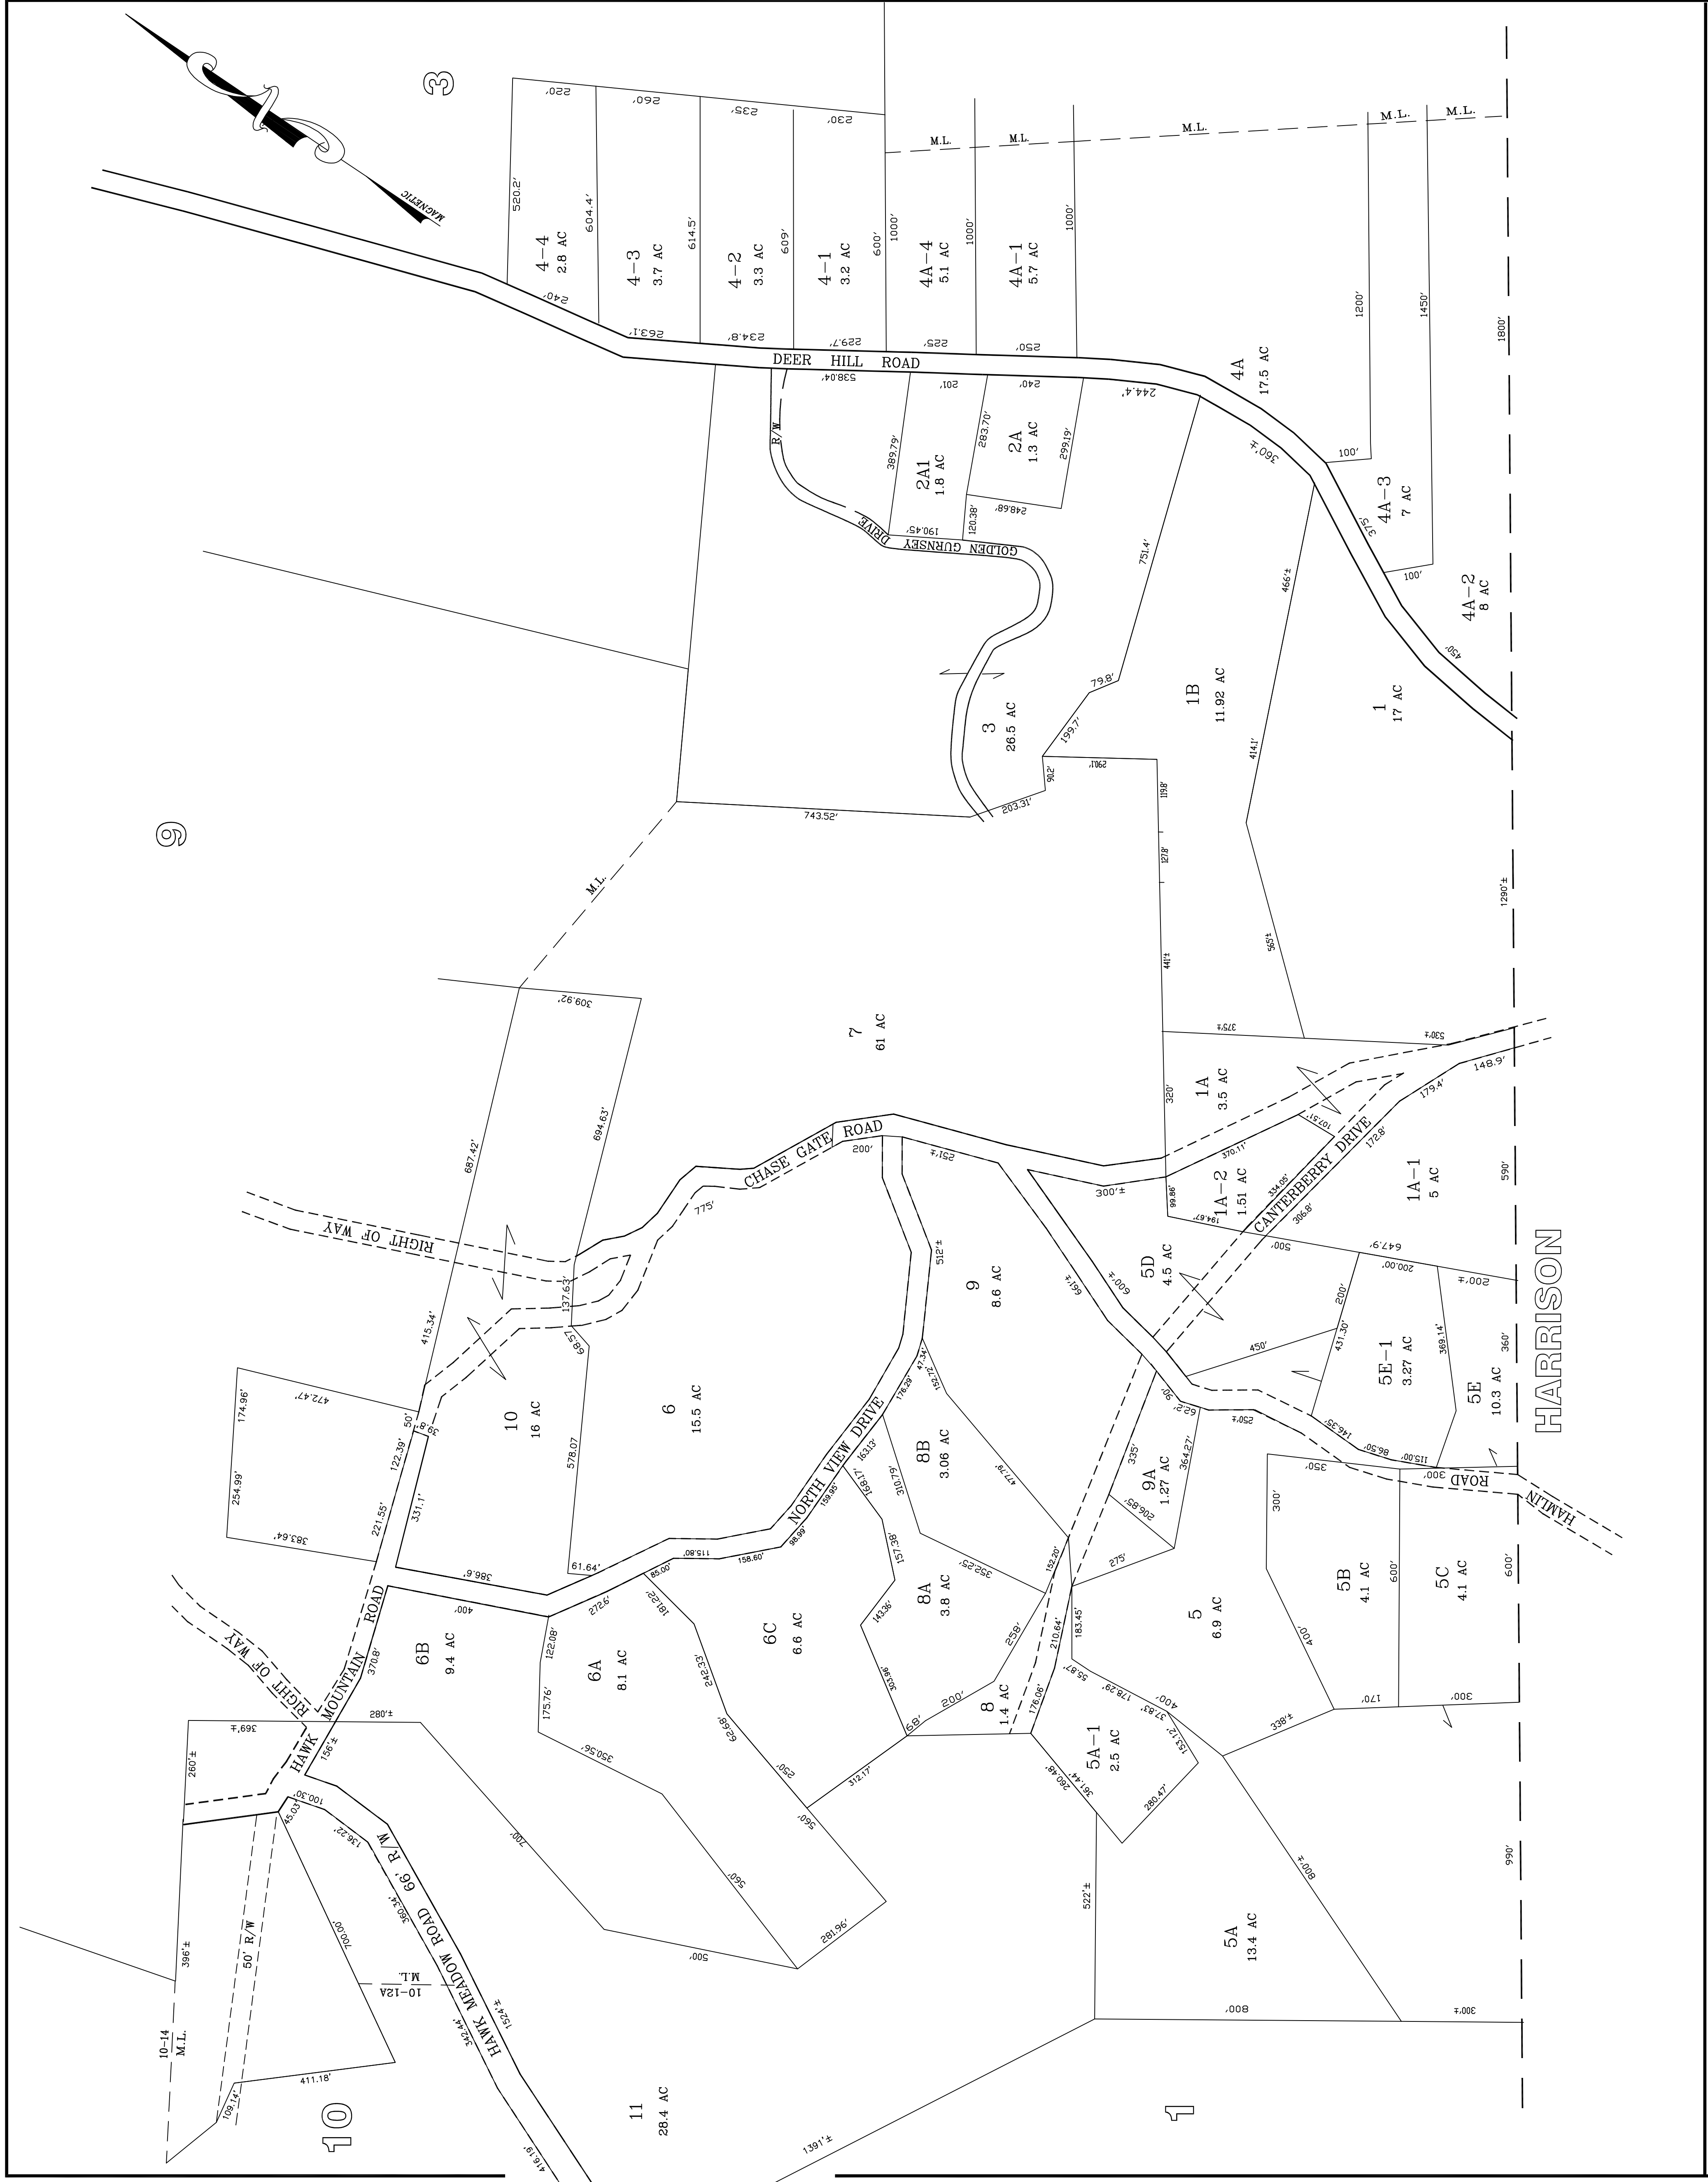 3
MAGNETIC
220'
260'
235'
230'
M.L.
M.L.
M.L.
M.L.
M.L.
520.2'
604.4'
614.5'
609'
600'
1000'
1000'
1000'
4-4
2.8 AC
4-3
3.7 AC
4-2
3.3 AC
4-1
3.2 AC
4A-4
5.1 AC
4A-1
5.7 AC
1200'
1450'
1800'
240'
263.1'
234.8'
229.7'
225'
250'
DEER HILL ROAD
538.04'
201'
240'
244.4'
4A
17.5 AC
R/W
389.79'
283.70'
299.19'
2A1
1.8 AC
2A
1.3 AC
360'±
100'
4A-3
7 AC
375'
100'
190.45'
120.38'
248.68'
GOLDEN GURNSEY DRIVE
751.4'
466'±
4A-2
8 AC
450'
79.8'
199.7'
3
26.5 AC
1B
11.92 AC
1
17 AC
90.2'
290.1'
203.31'
743.52'
119.8'
127.8'
414.1'
9
M.L.
441'±
565'±
1290'±
309.92'
7
61 AC
375'±
530'±
687.42'
694.63'
320'
1A
3.5 AC
148.9'
179.4'
107.51'
172.8'
CHASE GATE ROAD
200'
251'±
300'±
370.11'
99.86'
1A-2
1.51 AC
334.05'
CANTERBERRY DRIVE
306.8'
194.67'
1A-1
5 AC
590'
775'
RIGHT OF WAY
137.63'
68.57
415.34'
512'±
9
8.6 AC
661'±
600'±
5D
4.5 AC
500'
647.9'
200.00'
200'±
200'
431.30'
450'
369.14'
360'
5E-1
3.27 AC
5E
10.3 AC
HARRISON
472.47'
174.96'
50'
39.8'
122.39'
10
16 AC
6
15.5 AC
578.07
47.34'
152.72'
176.29'
NORTH VIEW DRIVE
90'
62.2'
250'±
146.35'
86.50'
115.00'
254.99'
221.55'
331.1'
383.64'
163.13'
159.95'
168.17'
310.79'
8B
3.06 AC
477.79'
335'
364.27'
9A
1.27 AC
206.85'
350'
300'
300'
ROAD
HAMLIN
98.99'
158.60'
115.80'
85.00'
61.64'
386.6'
400'
272.6'
181.22'
157.38'
143.36'
352.25'
152.20'
275'
8A
3.8 AC
5
6.9 AC
5B
4.1 AC
600'
5C
4.1 AC
600'
400'
RIGHT OF WAY
HAWK MOUNTAIN ROAD
370.8'
6B
9.4 AC
122.08'
175.76'
6A
8.1 AC
242.33'
6C
6.6 AC
303.96'
258'
210.64'
183.45'
55.87'
178.29'
400'
37.83'
153.12'
170'
300'
338'±
369'±
280'±
260'±
156'±
350.56'
62.68'
68'
200'
8
1.4 AC
176.06'
5A-1
2.5 AC
260.48'
361.44'
280.47'
100.30'
45.03'
136.22'
250'
312.17'
560'
700'
560'
800'±
990'
522'±
HAWK MEADOW ROAD 66' R/W
360.34'
700.00'
50' R/W
396'±
281.96'
500'
5A
13.4 AC
10-12A
M.L.
1524'±
342.44'
800'
300'±
10-14
M.L.
411.18'
109.14'
10
11
28.4 AC
1
1391'±
416.19'